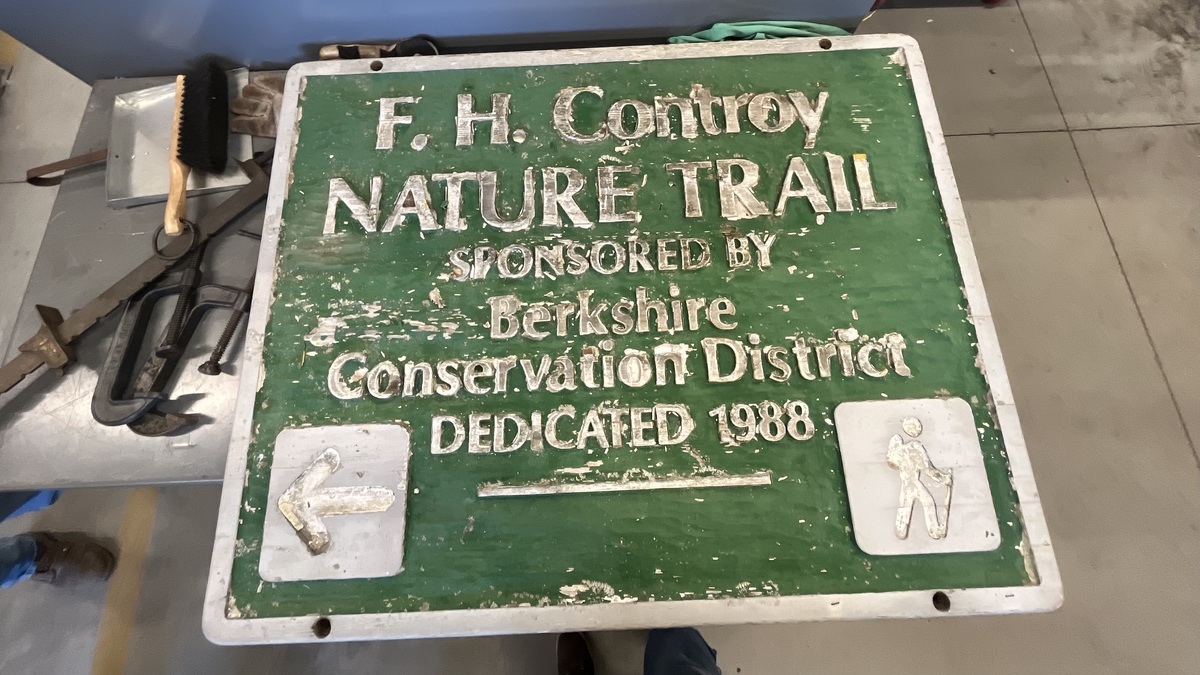 F. H. Controy
NATURE TRAIL
SPONSORED BY
Berkshire
Conservation District
DEDICATED 1988